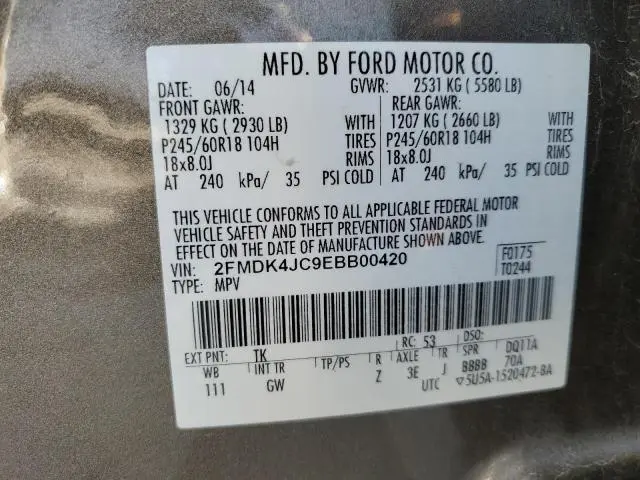 MFD. BY FORD MOTOR CO.
DATE: 06/14 GVWR: 2531 KG ( 5580 LB)
FRONT GAWR: REAR GAWR:
1329 KG ( 2930 LB) WITH 1207 KG ( 2660 LB) WITH
P245/60R18 104H TIRES P245/60R18 104H TIRES
18x8.0J RIMS 18x8.0J RIMS
AT 240 kPa/ 35 PSI COLD AT 240 kPa/ 35 PSI COLD
THIS VEHICLE CONFORMS TO ALL APPLICABLE FEDERAL MOTOR
VEHICLE SAFETY AND THEFT PREVENTION STANDARDS IN
EFFECT ON THE DATE OF MANUFACTURE SHOWN ABOVE.
VIN: 2FMDK4JC9EBB00420 F0175
TYPE: MPV T0244
EXT PNT: TK RC: 53 DSO:
WB INT TR TP/PS R AXLE TR SPR DQ11A
111 GW Z 3E J BBBB 70A
UTC ▽5U5A-1520472-BA